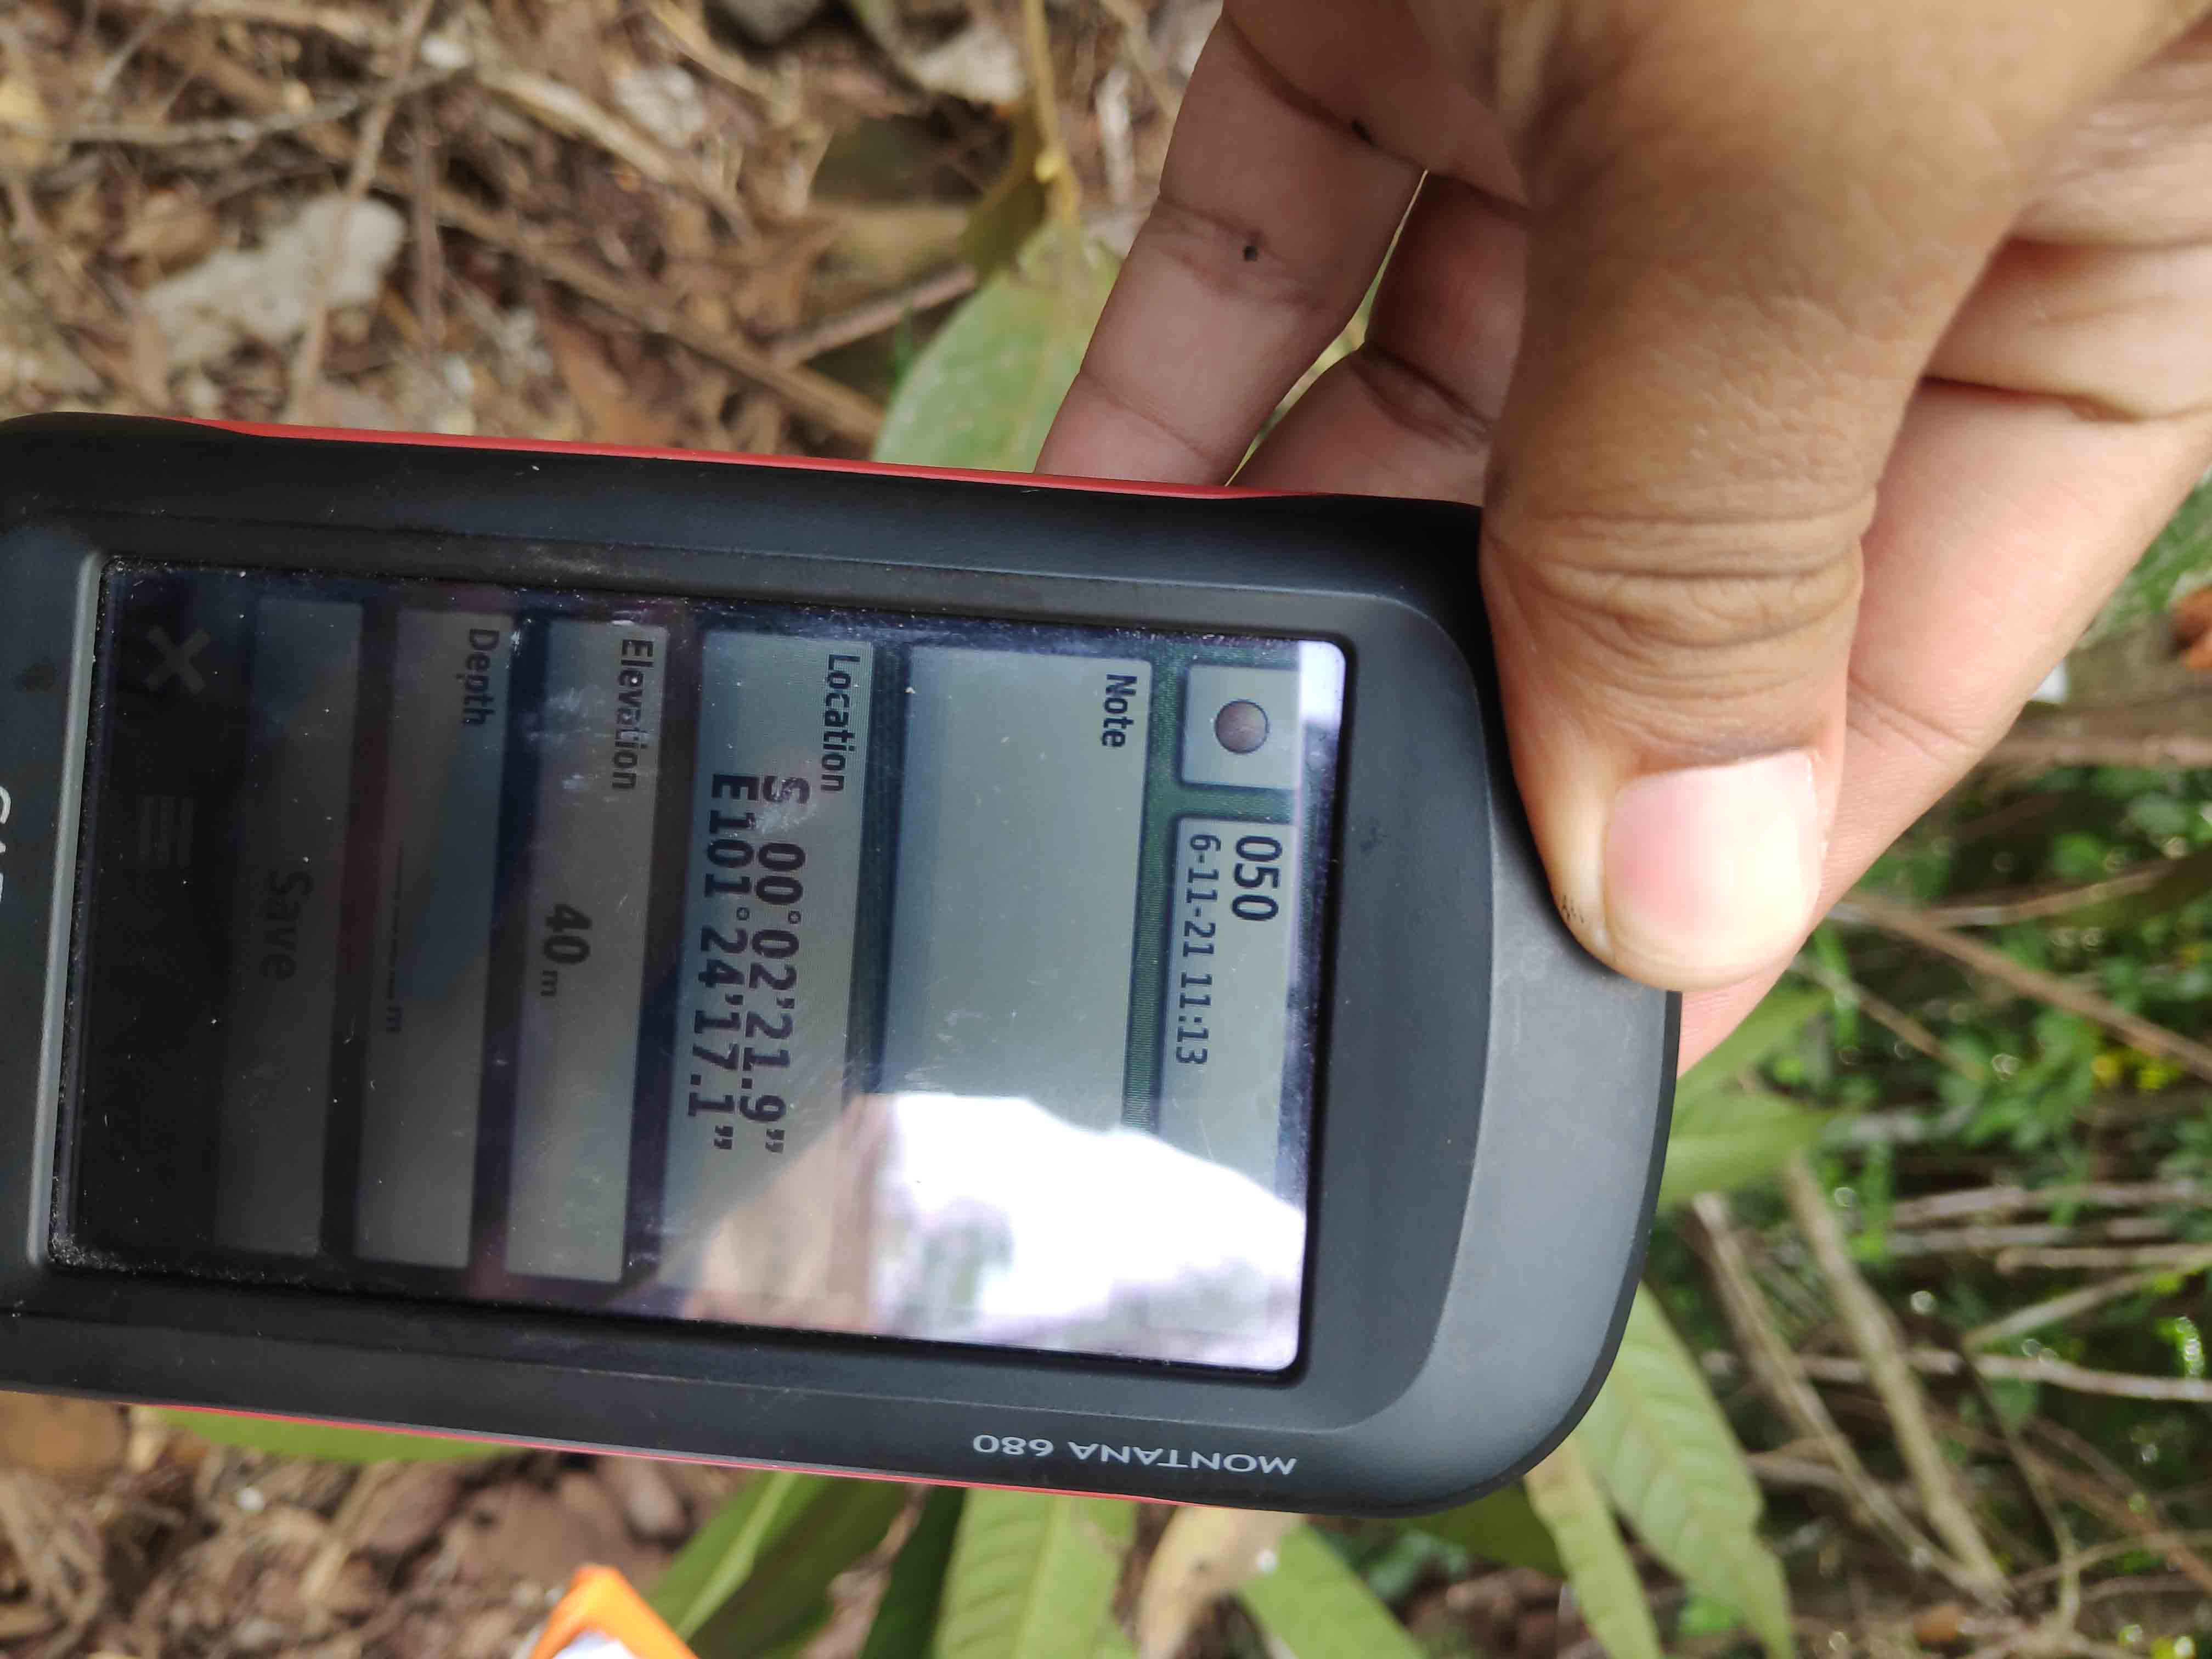 050
6-11-21 11:13
Note
Location
S 00°02'21.9"
E 101°24'17.1"
Elevation
40 m
Depth
Save
MONTANA 680